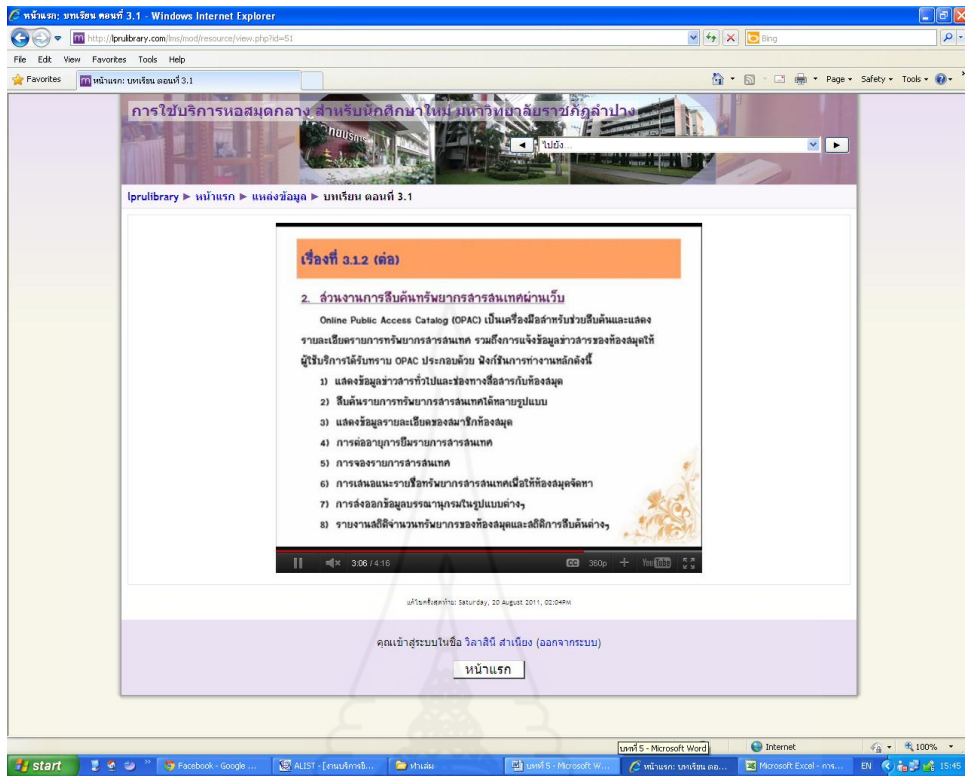 หน้าแรก: บทเรียน ตอนที่ 3.1 - Windows Internet Explorer
http://lprulibrary.com/lms/mod/resource/view.php?id=51
Bing
File Edit View Favorites Tools Help
Favorites
หน้าแรก: บทเรียน ตอนที่ 3.1
Page
Safety
Tools
การใช้บริการหอสมุดกลาง สำหรับนักศึกษาใหม่ มหาวิทยาลัยราชภัฏลำปาง
ไปยัง...
lprulibrary ► หน้าแรก ► แหล่งข้อมูล ► บทเรียน ตอนที่ 3.1
เรื่องที่ 3.1.2 (ต่อ)
2. ส่วนงานการสืบค้นทรัพยากรสารสนเทศผ่านเว็บ
Online Public Access Catalog (OPAC) เป็นเครื่องมือสำหรับช่วยสืบค้นและแสดง
รายละเอียดรายการทรัพยากรสารสนเทศ รวมถึงการแจ้งข้อมูลข่าวสารของห้องสมุดให้
ผู้ใช้บริการได้รับทราบ OPAC ประกอบด้วย ฟังก์ชันการทำงานหลักดังนี้
1) แสดงข้อมูลข่าวสารทั่วไปและช่องทางสื่อสารกับห้องสมุด
2) สืบค้นรายการทรัพยากรสารสนเทศได้หลายรูปแบบ
3) แสดงข้อมูลรายละเอียดของสมาชิกห้องสมุด
4) การต่ออายุการยืมรายการสารสนเทศ
5) การจองรายการสารสนเทศ
6) การเสนอแนะรายชื่อทรัพยากรสารสนเทศเพื่อให้ห้องสมุดจัดหา
7) การส่งออกข้อมูลบรรณานุกรมในรูปแบบต่างๆ
8) รายงานสถิติจำนวนทรัพยากรของห้องสมุดและสถิติการสืบค้นต่างๆ
3:06 / 4:16
CC
360p
YouTube
แก้ไขครั้งสุดท้าย: Saturday, 20 August 2011, 02:04PM
คุณเข้าสู่ระบบในชื่อ วิลาสินี สำเนียง (ออกจากระบบ)
หน้าแรก
บทที่ 5 - Microsoft Word
Internet
100%
start
Facebook - Google ...
ALIST - [งานบริการยื...
ทำเล่ม
บทที่ 5 - Microsoft W...
หน้าแรก: บทเรียน ตอ...
Microsoft Excel - กา...
EN
15:45